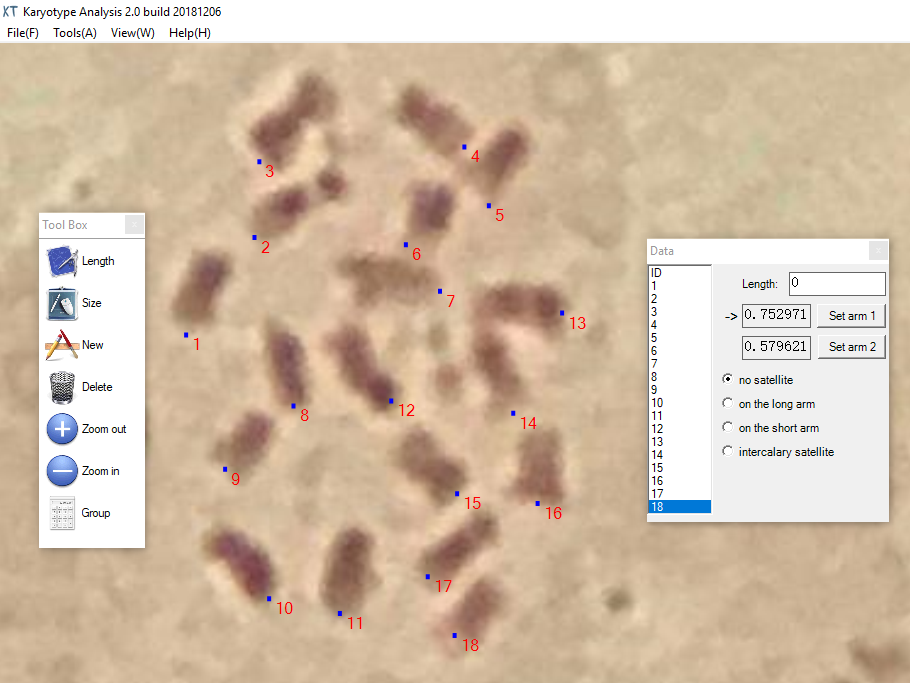 KT Karyotype Analysis 2.0 build 20181206
File(F) Tools(A) View(W) Help(H)
3
4
5
2
6
7
1
13
8
12
14
9
15
16
10
11
17
18
Tool Box
Length
Size
New
Delete
Zoom out
Zoom in
Group
Data
ID
1
2
3
4
5
6
7
8
9
10
11
12
13
14
15
16
17
18
Length: 0
-> 0.752971 Set arm 1
0.579621 Set arm 2
no satellite
on the long arm
on the short arm
intercalary satellite